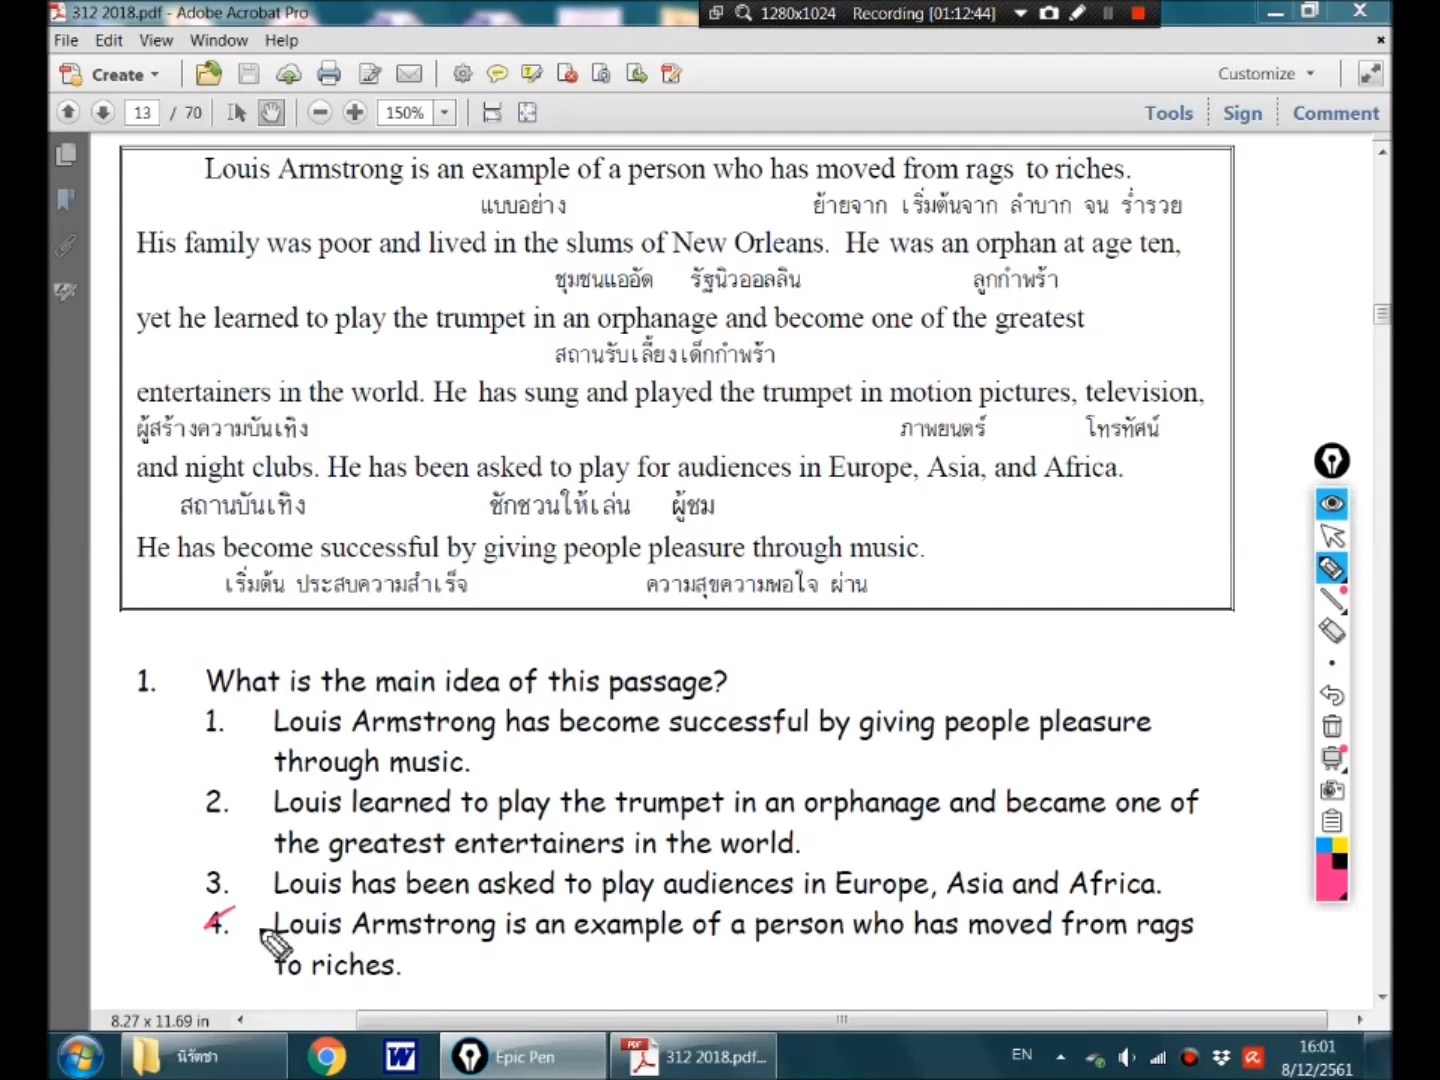 312 2018.pdf - Adobe Acrobat Pro
1280x1024 Recording [01:12:44]
File Edit View Window Help
Create Customize
13 / 70 150% Tools Sign Comment
Louis Armstrong is an example of a person who has moved from rags to riches.
แบบอย่าง ย้ายจาก เริ่มต้นจาก ลำบาก จน ร่ำรวย
His family was poor and lived in the slums of New Orleans. He was an orphan at age ten,
ชุมชนแออัด รัฐนิวออลลิน ลูกกำพร้า
yet he learned to play the trumpet in an orphanage and become one of the greatest
สถานรับเลี้ยงเด็กกำพร้า
entertainers in the world. He has sung and played the trumpet in motion pictures, television,
ผู้สร้างความบันเทิง ภาพยนตร์ โทรทัศน์
and night clubs. He has been asked to play for audiences in Europe, Asia, and Africa.
สถานบันเทิง ชักชวนให้เล่น ผู้ชม
He has become successful by giving people pleasure through music.
เริ่มต้น ประสบความสำเร็จ ความสุขความพอใจ ผ่าน
1. What is the main idea of this passage?
1. Louis Armstrong has become successful by giving people pleasure
through music.
2. Louis learned to play the trumpet in an orphanage and became one of
the greatest entertainers in the world.
3. Louis has been asked to play audiences in Europe, Asia and Africa.
4. Louis Armstrong is an example of a person who has moved from rags
to riches.
8.27 x 11.69 in
นิรัตชา Epic Pen 312 2018.pdf... EN 16:01
8/12/2561